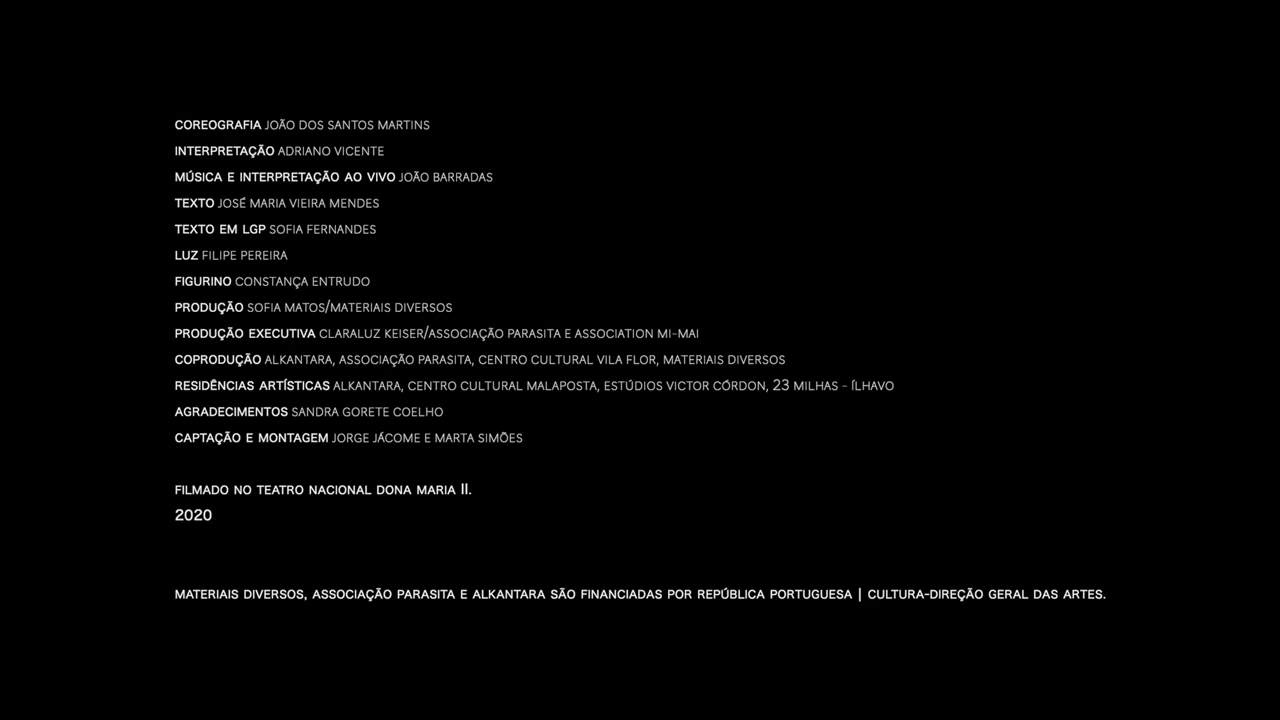 COREOGRAFIA JOÃO DOS SANTOS MARTINS
INTERPRETAÇÃO ADRIANO VICENTE
MÚSICA E INTERPRETAÇÃO AO VIVO JOÃO BARRADAS
TEXTO JOSÉ MARIA VIEIRA MENDES
TEXTO EM LGP SOFIA FERNANDES
LUZ FILIPE PEREIRA
FIGURINO CONSTANÇA ENTRUDO
PRODUÇÃO SOFIA MATOS/MATERIAIS DIVERSOS
PRODUÇÃO EXECUTIVA CLARALUZ KEISER/ASSOCIAÇÃO PARASITA E ASSOCIATION MI-MAI
COPRODUÇÃO ALKANTARA, ASSOCIAÇÃO PARASITA, CENTRO CULTURAL VILA FLOR, MATERIAIS DIVERSOS
RESIDÊNCIAS ARTÍSTICAS ALKANTARA, CENTRO CULTURAL MALAPOSTA, ESTÚDIOS VICTOR CÓRDON, 23 MILHAS - ÍLHAVO
AGRADECIMENTOS SANDRA GORETE COELHO
CAPTAÇÃO E MONTAGEM JORGE JÁCOME E MARTA SIMÕES
FILMADO NO TEATRO NACIONAL DONA MARIA II.
2020
MATERIAIS DIVERSOS, ASSOCIAÇÃO PARASITA E ALKANTARA SÃO FINANCIADAS POR REPÚBLICA PORTUGUESA | CULTURA-DIREÇÃO GERAL DAS ARTES.